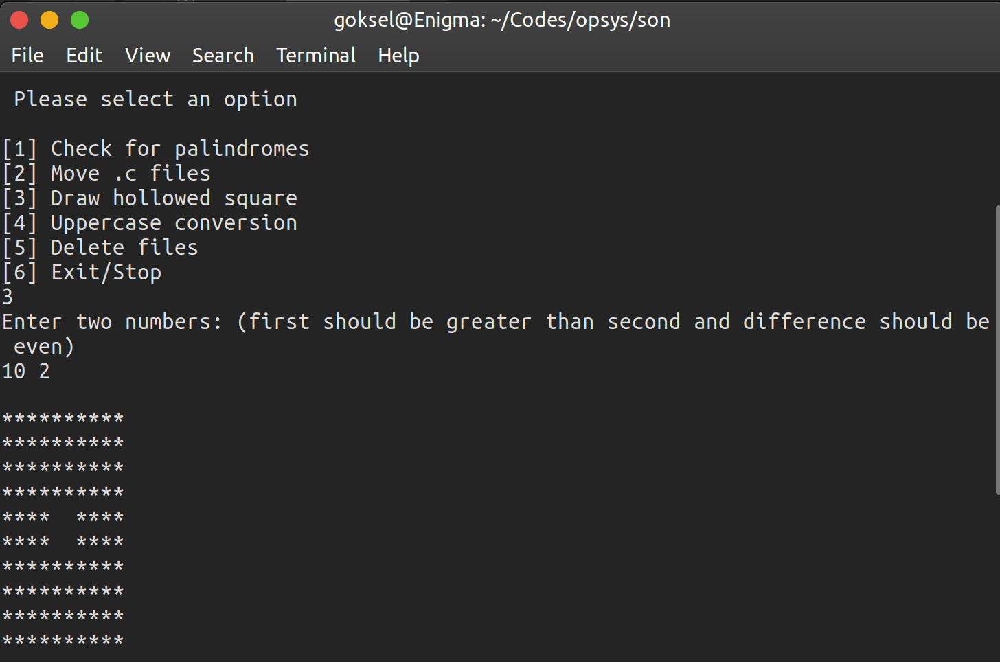 goksel@Enigma: ~/Codes/opsys/son
File Edit View Search Terminal Help
Please select an option
[1] Check for palindromes
[2] Move .c files
[3] Draw hollowed square
[4] Uppercase conversion
[5] Delete files
[6] Exit/Stop
3
Enter two numbers: (first should be greater than second and difference should be
even)
10 2
**********
**********
**********
**********
****  ****
****  ****
**********
**********
**********
**********